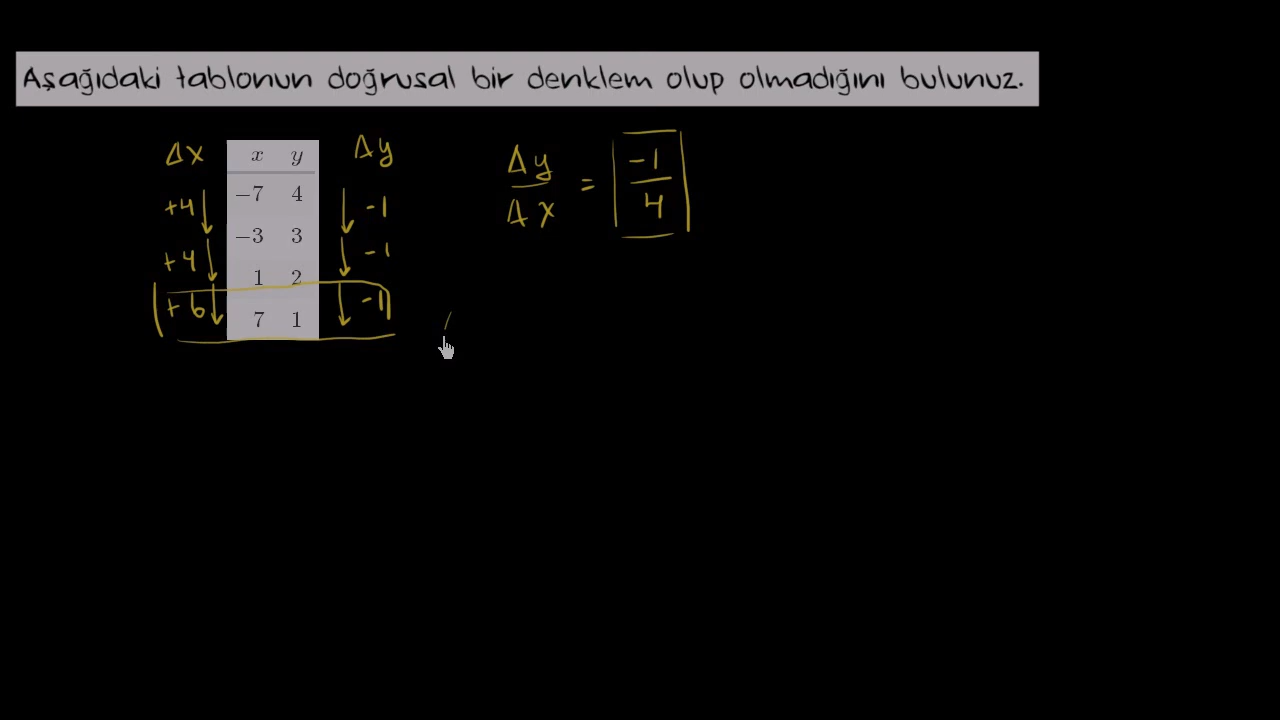 Aşağıdaki tablonun doğrusal bir denklem olup olmadığını bulunuz.
Δx x y Δy
+4 −7 4 -1
+4 −3 3 -1
+6 1 2 -1
7 1
Δy/Δx = -1/4